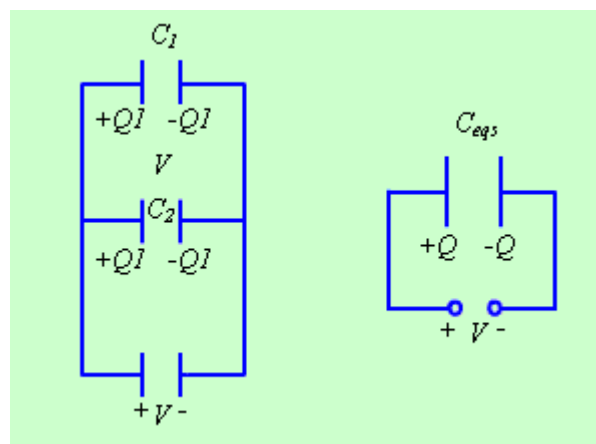 C1
+Q1 -Q1
V
C2
+Q1 -Q1
+ V -
Ceqs
+Q -Q
+ V -